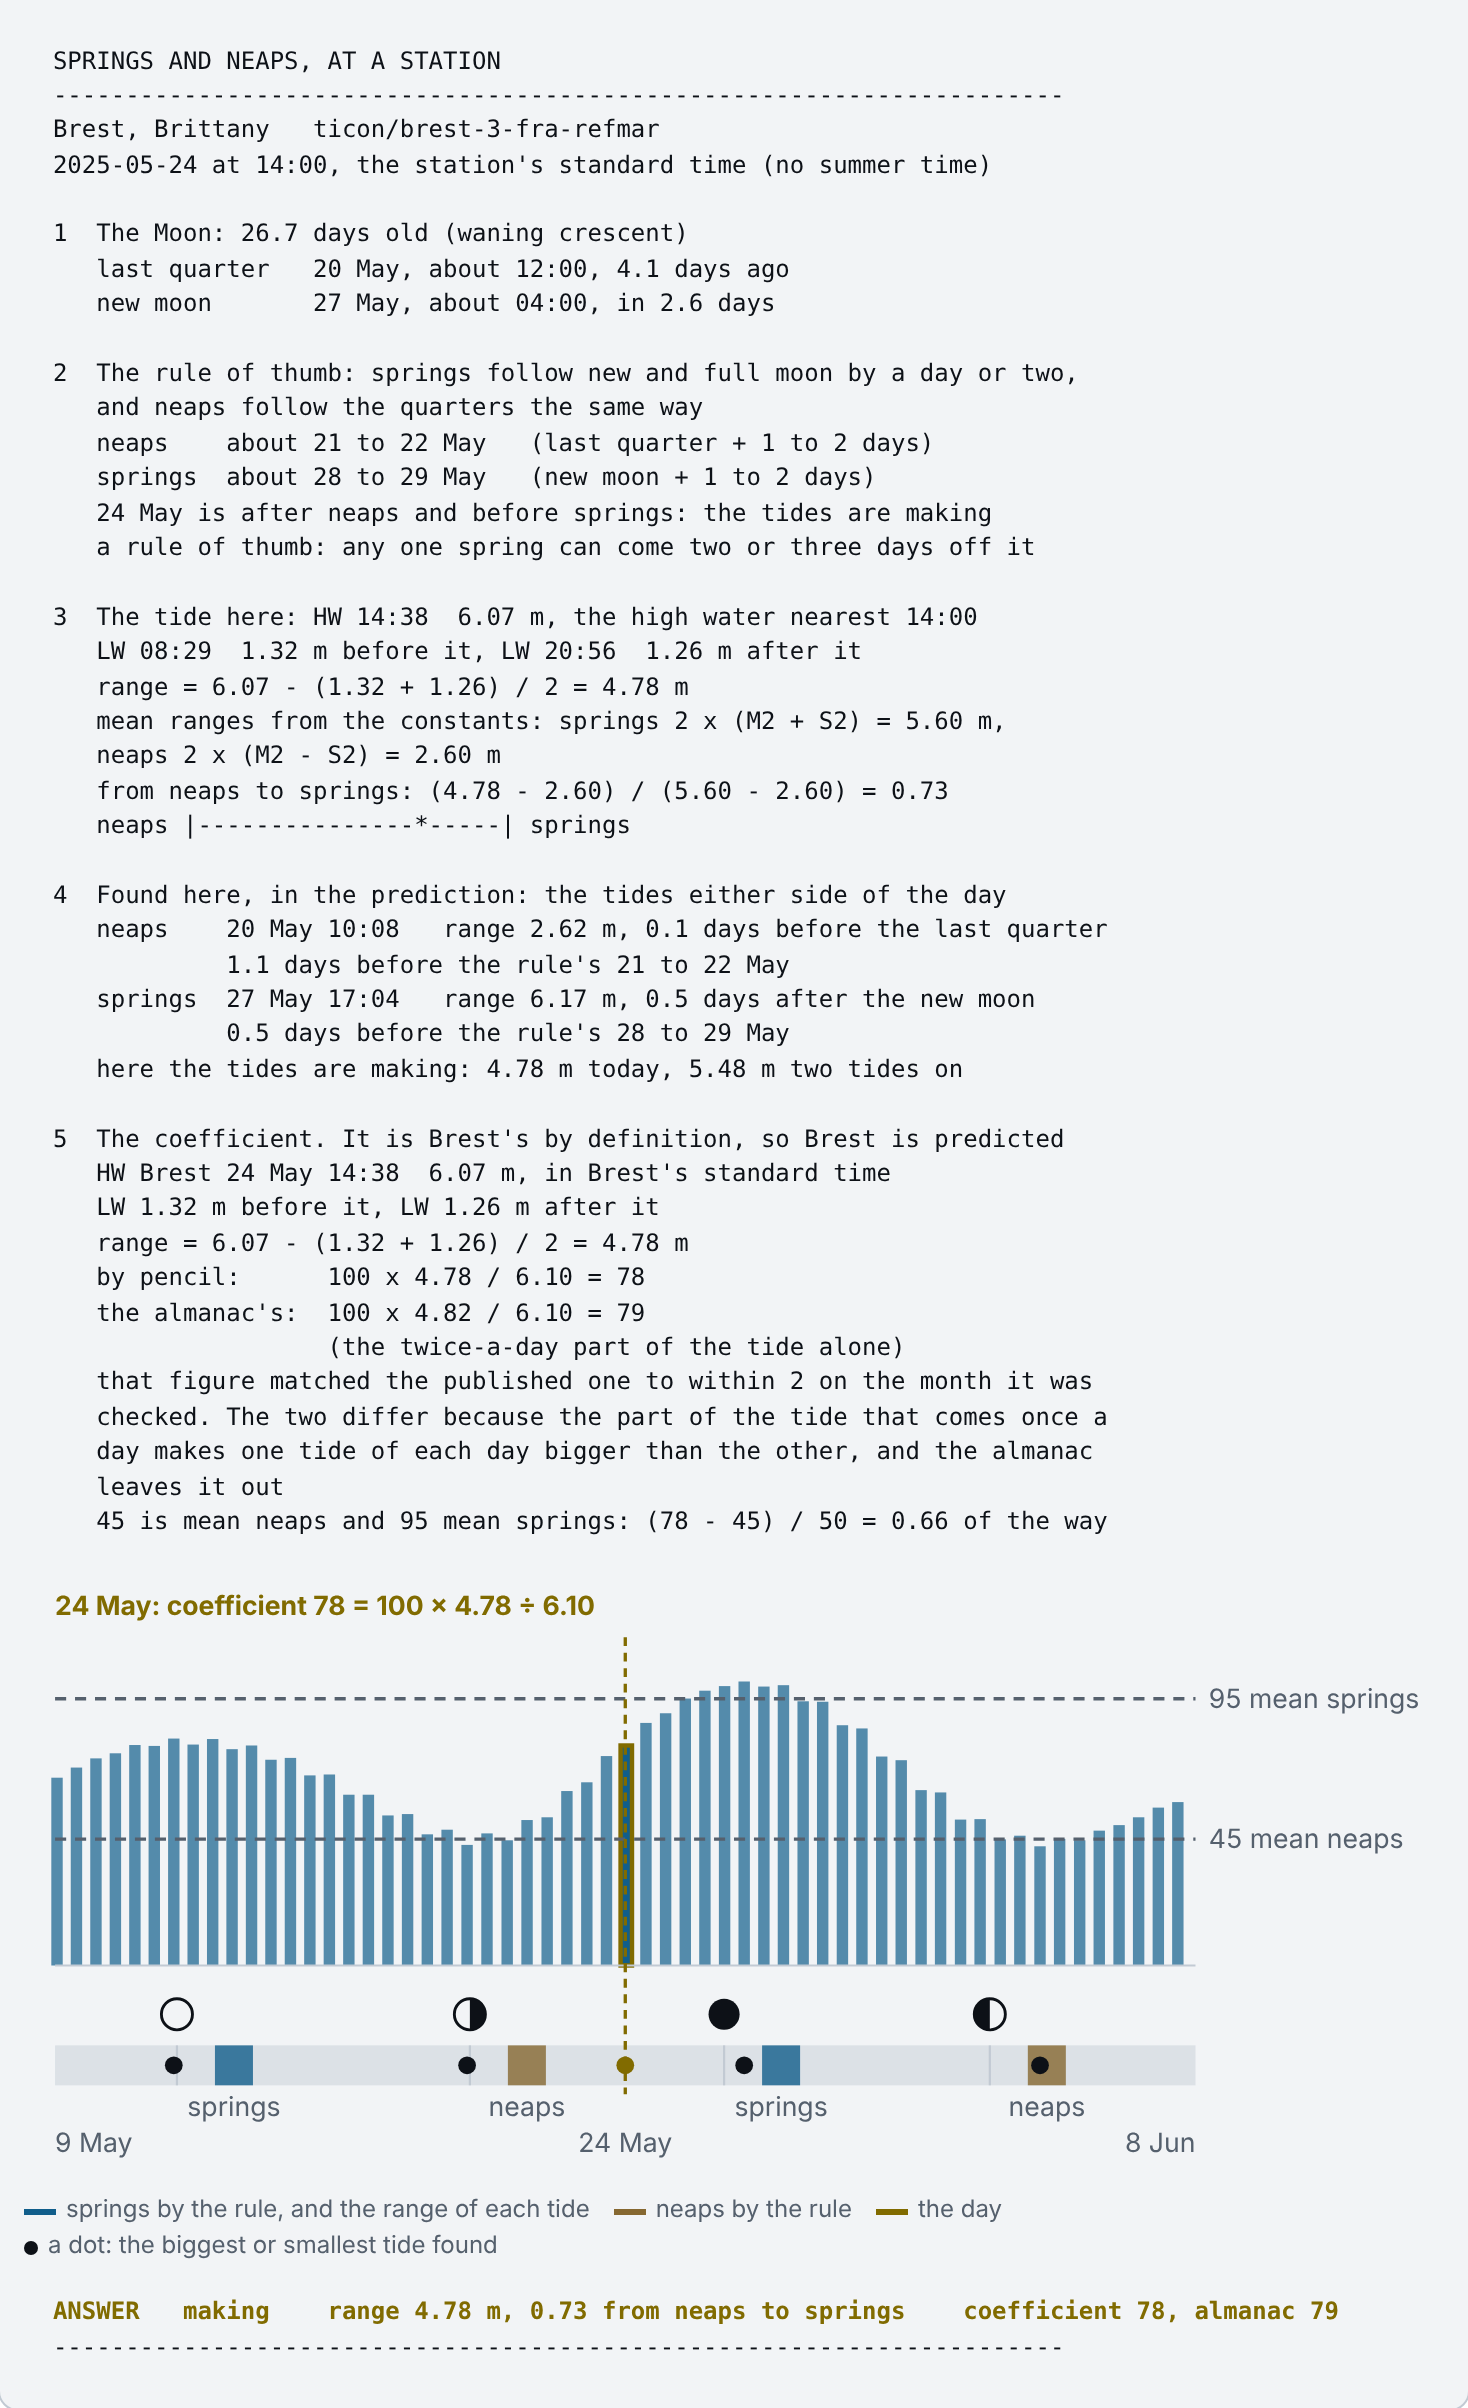 SPRINGS AND NEAPS, AT A STATION
----------------------------------------------------------------------
Brest, Brittany   ticon/brest-3-fra-refmar
2025-05-24 at 14:00, the station's standard time (no summer time)
1  The Moon: 26.7 days old (waning crescent)
last quarter   20 May, about 12:00, 4.1 days ago
new moon       27 May, about 04:00, in 2.6 days
2  The rule of thumb: springs follow new and full moon by a day or two,
and neaps follow the quarters the same way
neaps    about 21 to 22 May   (last quarter + 1 to 2 days)
springs  about 28 to 29 May   (new moon + 1 to 2 days)
24 May is after neaps and before springs: the tides are making
a rule of thumb: any one spring can come two or three days off it
3  The tide here: HW 14:38  6.07 m, the high water nearest 14:00
LW 08:29  1.32 m before it, LW 20:56  1.26 m after it
range = 6.07 - (1.32 + 1.26) / 2 = 4.78 m
mean ranges from the constants: springs 2 x (M2 + S2) = 5.60 m,
neaps 2 x (M2 - S2) = 2.60 m
from neaps to springs: (4.78 - 2.60) / (5.60 - 2.60) = 0.73
neaps |---------------*-----| springs
4  Found here, in the prediction: the tides either side of the day
neaps    20 May 10:08   range 2.62 m, 0.1 days before the last quarter
1.1 days before the rule's 21 to 22 May
springs  27 May 17:04   range 6.17 m, 0.5 days after the new moon
0.5 days before the rule's 28 to 29 May
here the tides are making: 4.78 m today, 5.48 m two tides on
5  The coefficient. It is Brest's by definition, so Brest is predicted
HW Brest 24 May 14:38  6.07 m, in Brest's standard time
LW 1.32 m before it, LW 1.26 m after it
range = 6.07 - (1.32 + 1.26) / 2 = 4.78 m
by pencil:      100 x 4.78 / 6.10 = 78
the almanac's:  100 x 4.82 / 6.10 = 79
(the twice-a-day part of the tide alone)
that figure matched the published one to within 2 on the month it was
checked. The two differ because the part of the tide that comes once a
day makes one tide of each day bigger than the other, and the almanac
leaves it out
45 is mean neaps and 95 mean springs: (78 - 45) / 50 = 0.66 of the way
24 May: coefficient 78 = 100 × 4.78 ÷ 6.10
95 mean springs
45 mean neaps
springs neaps springs neaps
9 May 24 May 8 Jun
springs by the rule, and the range of each tide neaps by the rule the day
a dot: the biggest or smallest tide found
ANSWER   making    range 4.78 m, 0.73 from neaps to springs    coefficient 78, almanac 79
----------------------------------------------------------------------